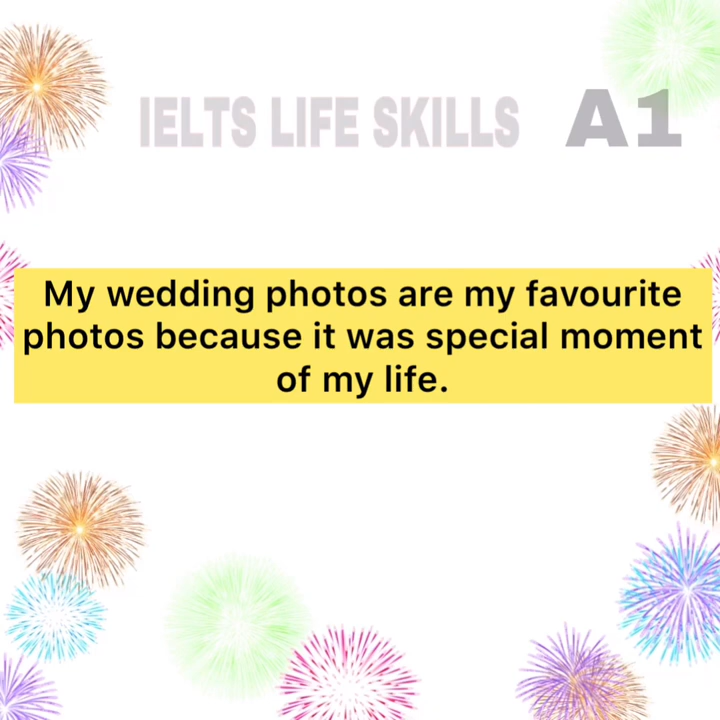 IELTS LIFE SKILLS A1
My wedding photos are my favourite
photos because it was special moment
of my life.